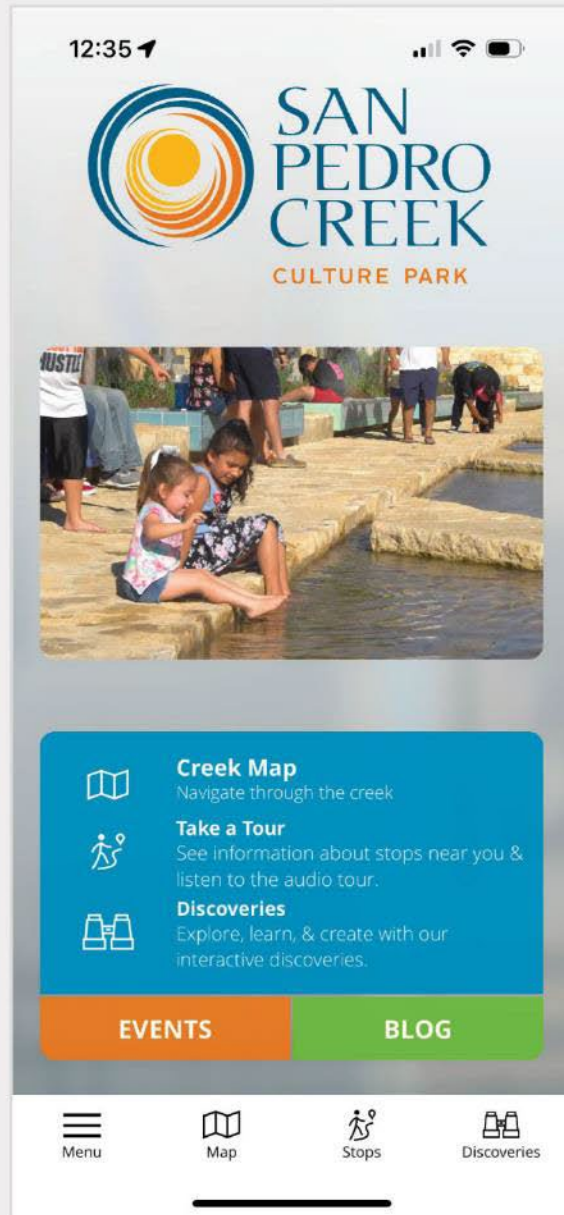 12:35
SAN
PEDRO
CREEK
CULTURE PARK
HUSTLE
Creek Map
Navigate through the creek
Take a Tour
See information about stops near you &
listen to the audio tour.
Discoveries
Explore, learn, & create with our
interactive discoveries.
EVENTS
BLOG
Menu
Map
Stops
Discoveries